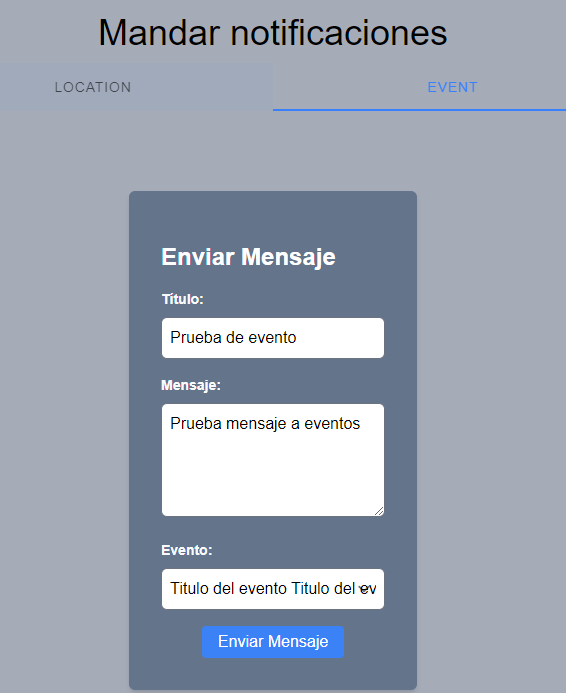 Mandar notificaciones
LOCATION
EVENT
Enviar Mensaje
Título:
Prueba de evento
Mensaje:
Prueba mensaje a eventos
Evento:
Titulo del evento Titulo del ev
Enviar Mensaje